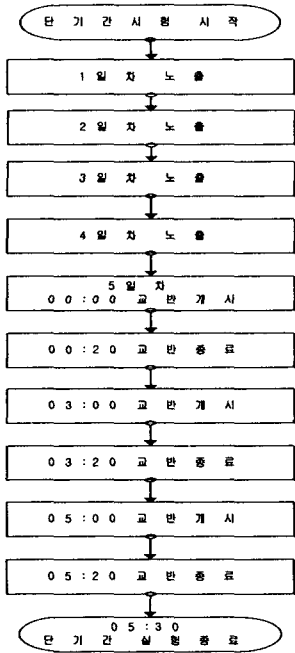 단 기 간 시 험 시 작
1 일 차 노 출
2 일 차 노 출
3 일 차 노 출
4 일 차 노 출
5 일 차
0 0 : 0 0 교 반 개 시
0 0 : 2 0 교 반 종 료
0 3 : 0 0 교 반 개 시
0 3 : 2 0 교 반 종 료
0 5 : 0 0 교 반 개 시
0 5 : 2 0 교 반 종 료
0 5 : 3 0
단 기 간 실 험 종 료